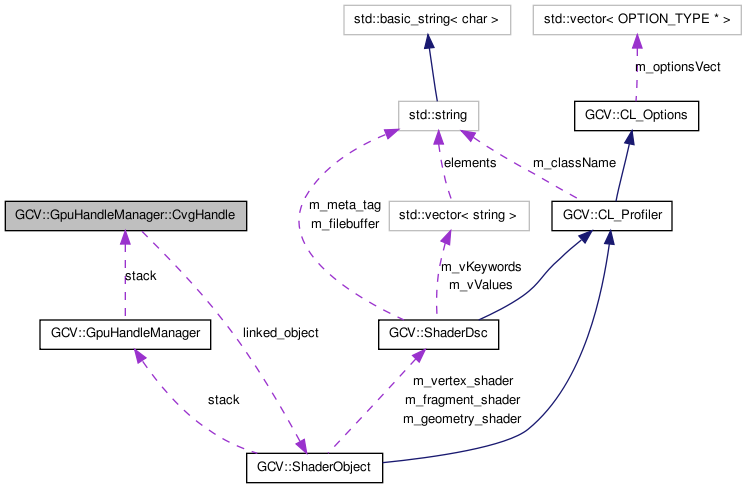 std::basic_string< char >
std::vector< OPTION_TYPE * >
m_optionsVect
std::string
GCV::CL_Options
elements
m_className
m_meta_tag
m_filebuffer
GCV::GpuHandleManager::CvgHandle
std::vector< string >
GCV::CL_Profiler
stack
m_vKeywords
m_vValues
GCV::GpuHandleManager
linked_object
GCV::ShaderDsc
stack
m_vertex_shader
m_fragment_shader
m_geometry_shader
GCV::ShaderObject